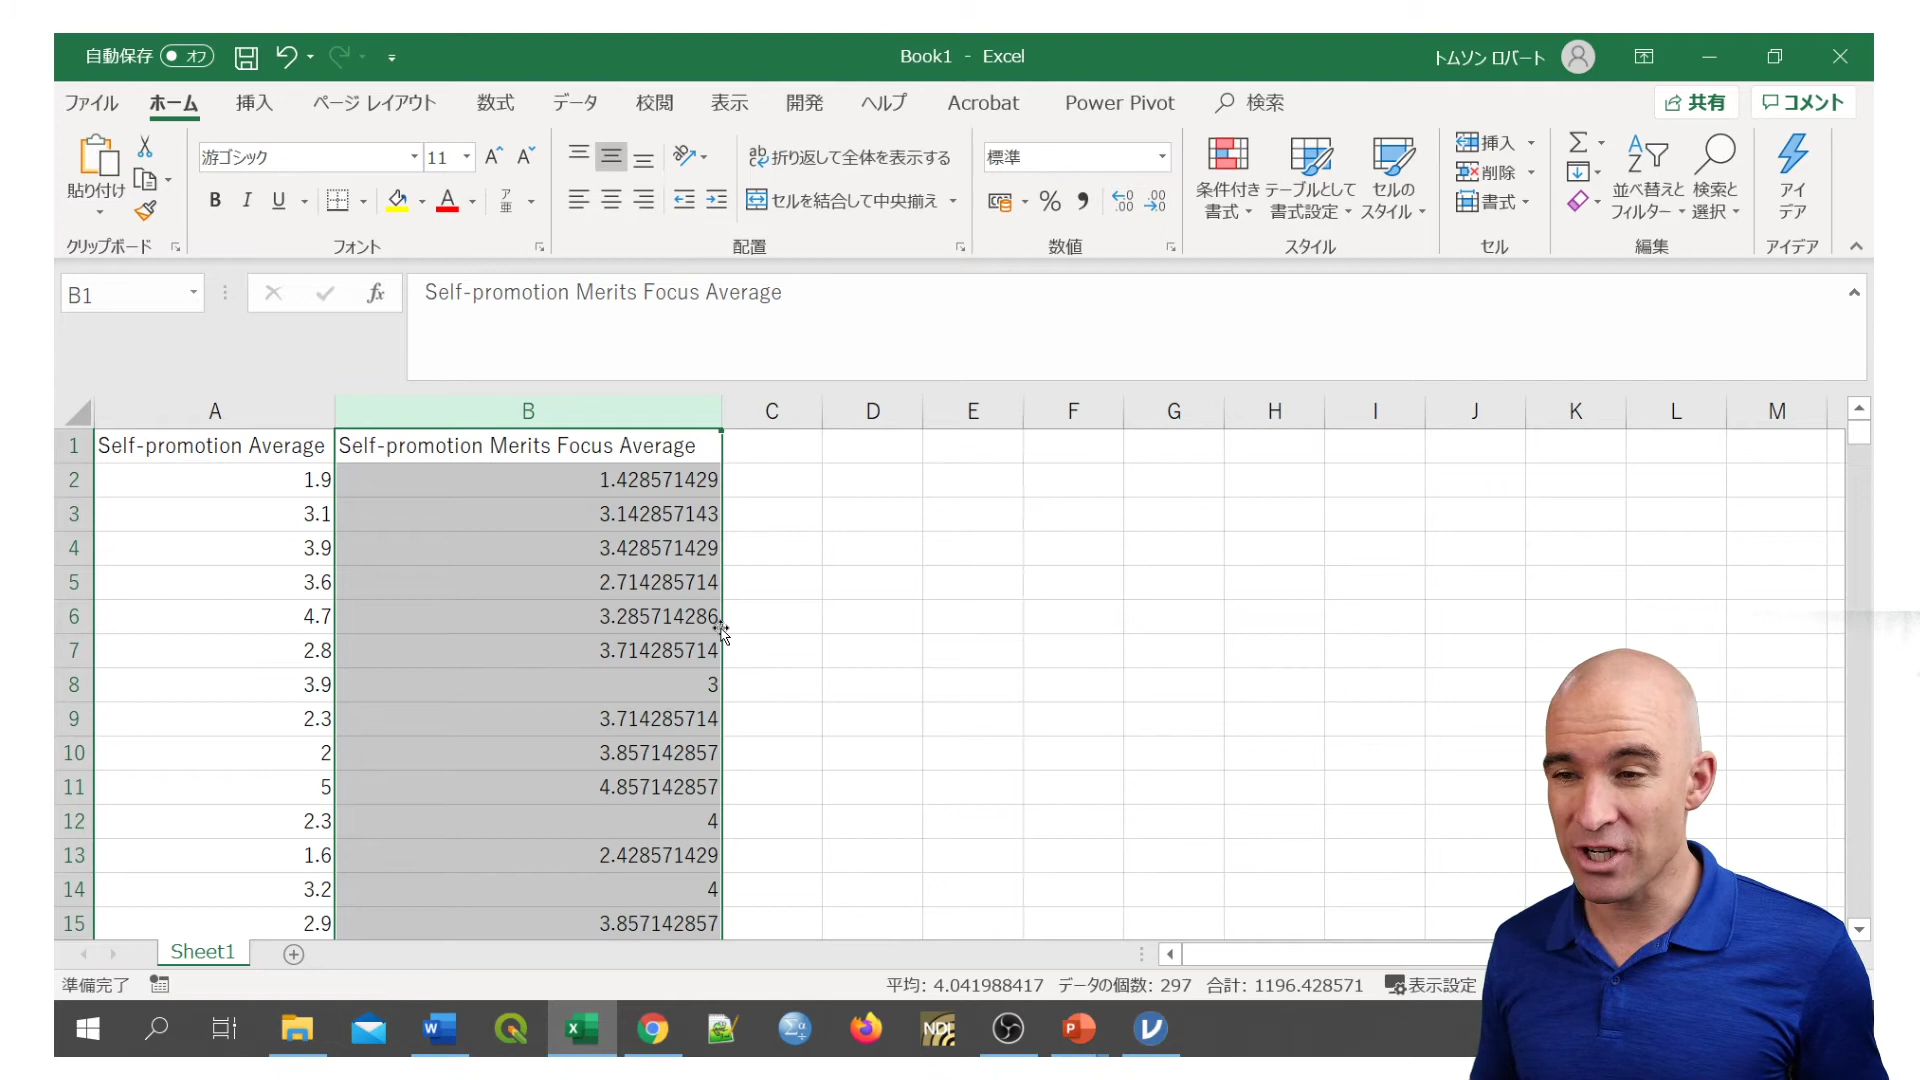 自動保存 オフ Book1 - Excel トムソン ロバート
ファイル ホーム 挿入 ページ レイアウト 数式 データ 校閲 表示 開発 ヘルプ Acrobat Power Pivot 検索 共有 コメント
貼り付け 游ゴシック 11 折り返して全体を表示する 標準
B I U A ア亜 セルを結合して中央揃え % 条件付き書式 テーブルとして書式設定 セルのスタイル 挿入 削除 書式 並べ替えとフィルター 検索と選択 アイデア
クリップボード フォント 配置 数値 スタイル セル 編集 アイデア
B1 fx Self-promotion Merits Focus Average
A B C D E F G H I J K L M
1 Self-promotion Average Self-promotion Merits Focus Average
2 1.9 1.428571429
3 3.1 3.142857143
4 3.9 3.428571429
5 3.6 2.714285714
6 4.7 3.285714286
7 2.8 3.714285714
8 3.9 3
9 2.3 3.714285714
10 2 3.857142857
11 5 4.857142857
12 2.3 4
13 1.6 2.428571429
14 3.2 4
15 2.9 3.857142857
Sheet1
準備完了 平均: 4.041988417 データの個数: 297 合計: 1196.428571 表示設定
NDI